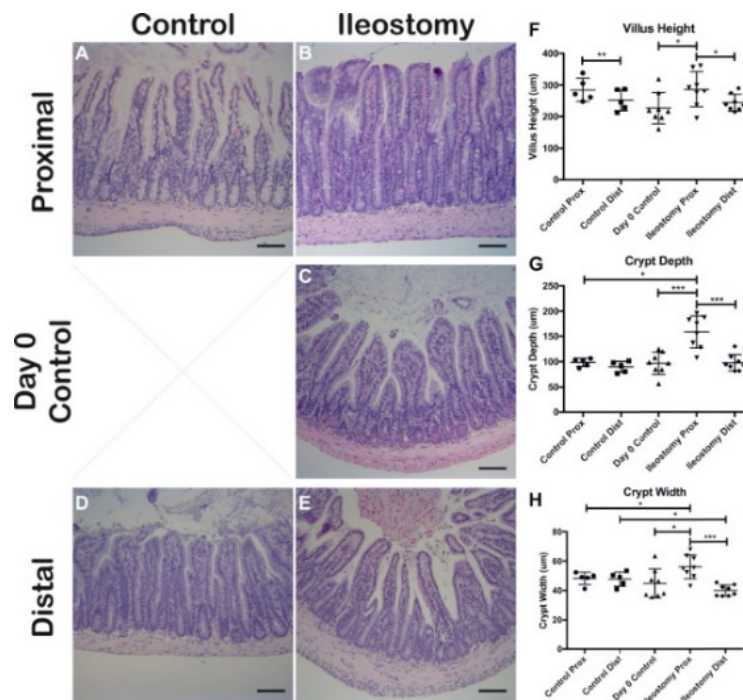 Control
Ileostomy
Proximal
Day 0
Control
Distal
A
B
C
D
E
F
Villus Height
Villus Height (um)
400
300
200
100
0
**
*
*
Control Prox
Control Dist
Day 0 Control
Ileostomy Prox
Ileostomy Dist
G
Crypt Depth
Crypt Depth (um)
250
200
150
100
50
0
*
***
***
Control Prox
Control Dist
Day 0 Control
Ileostomy Prox
Ileostomy Dist
H
Crypt Width
Crypt Width (um)
80
60
40
20
0
*
*
*
***
Control Prox
Control Dist
Day 0 Control
Ileostomy Prox
Ileostomy Dist